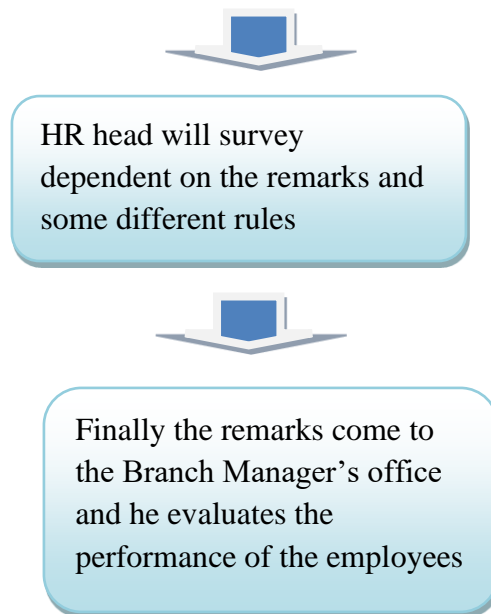 HR head will survey
dependent on the remarks and
some different rules
Finally the remarks come to
the Branch Manager’s office
and he evaluates the
performance of the employees